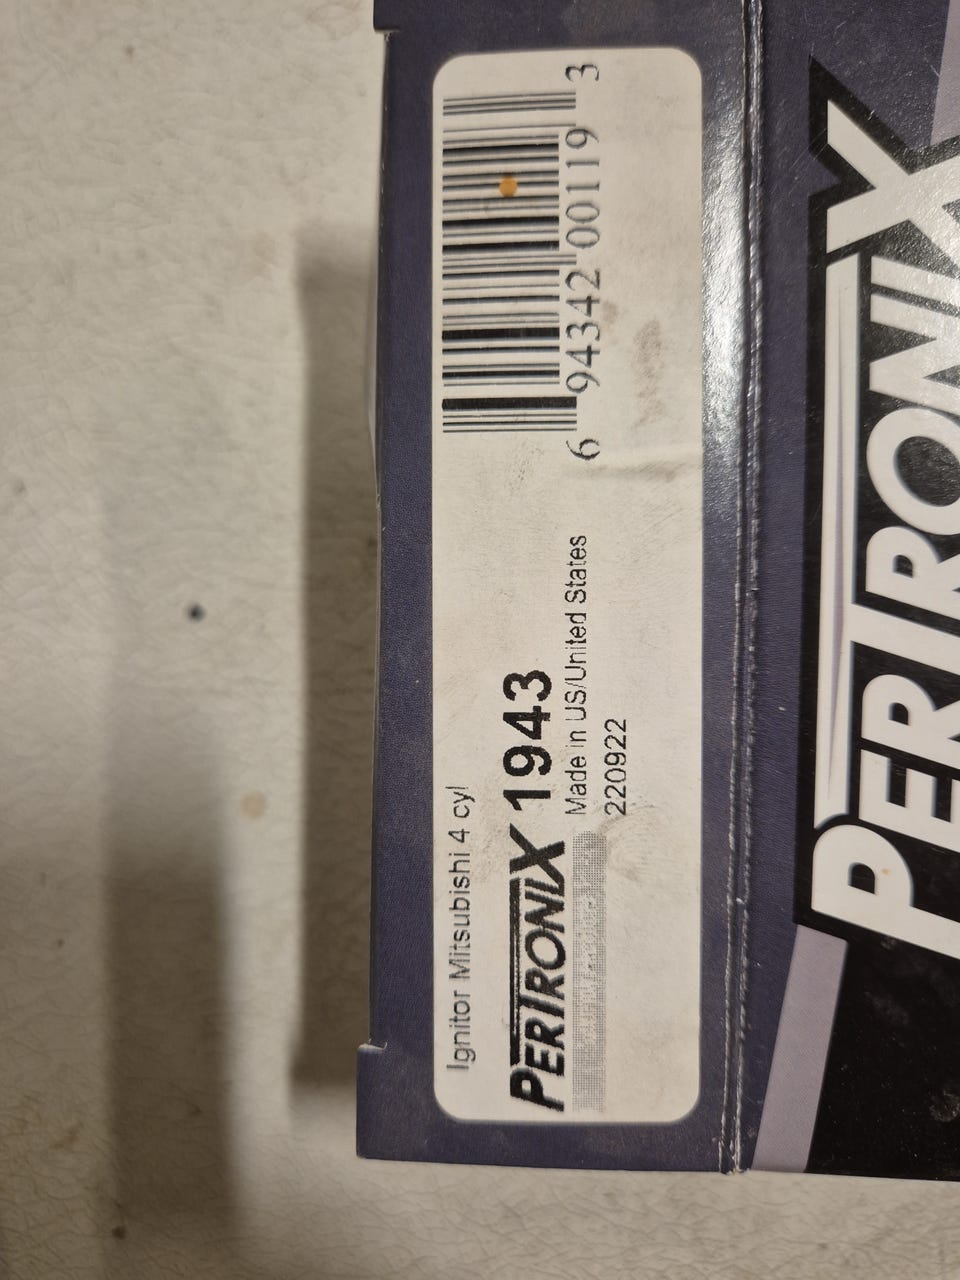 Ignitor Mitsubishi 4 cyl
PERTRONIX 1943
Made in US/United States
220922
6 94342 00119 3
PERTRONIX